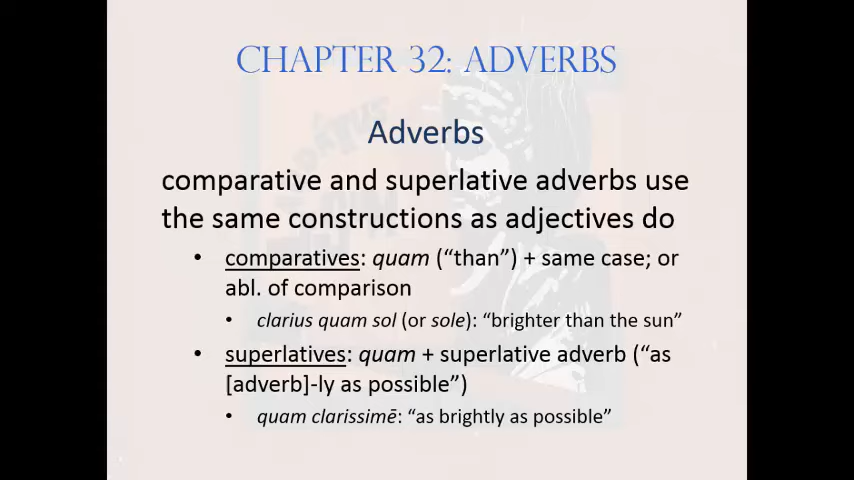 CHAPTER 32: ADVERBS
Adverbs
comparative and superlative adverbs use
the same constructions as adjectives do
• comparatives: quam (“than”) + same case; or
abl. of comparison
• clarius quam sol (or sole): “brighter than the sun”
• superlatives: quam + superlative adverb (“as
[adverb]-ly as possible”)
• quam clarissimē: “as brightly as possible”